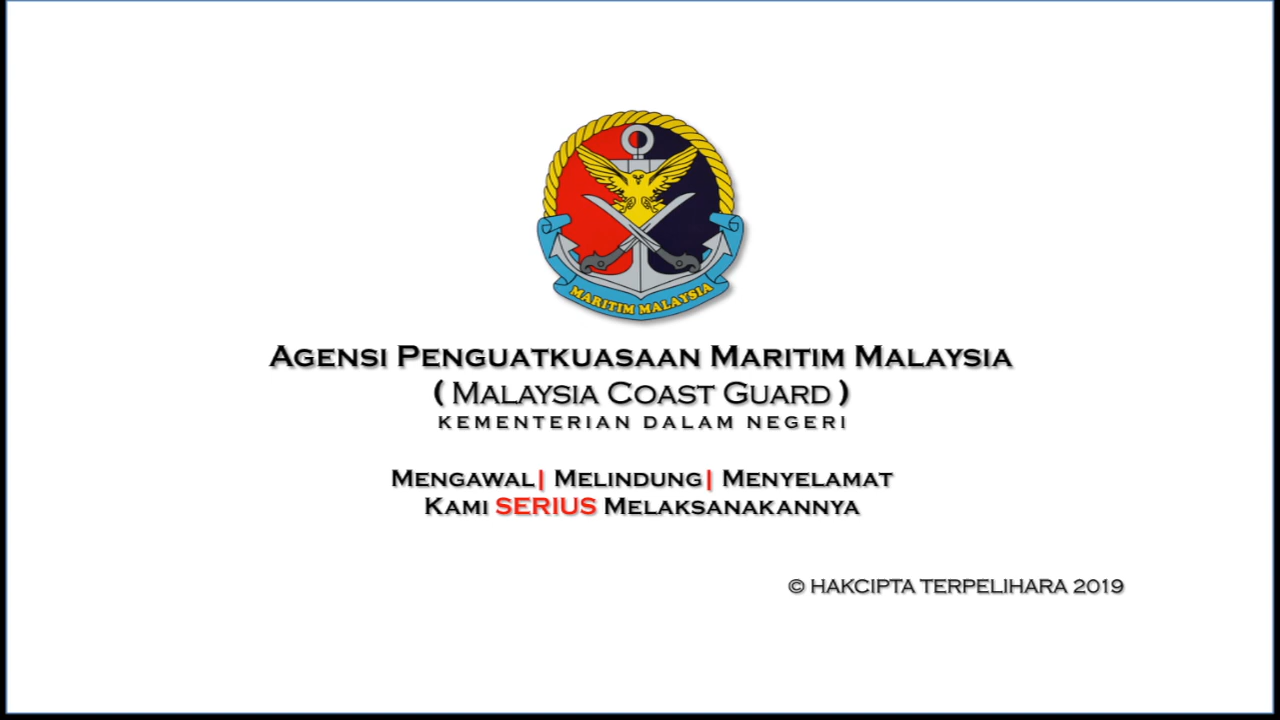 MARITIM MALAYSIA
AGENSI PENGUATKUASAAN MARITIM MALAYSIA
( MALAYSIA COAST GUARD )
KEMENTERIAN DALAM NEGERI
MENGAWAL| MELINDUNG| MENYELAMAT
KAMI SERIUS MELAKSANAKANNYA
© HAKCIPTA TERPELIHARA 2019